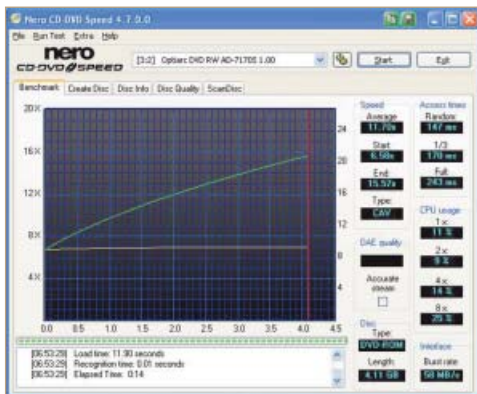 Nero CD-DVD Speed 4.7.0.0
File Run Test Extra Help
nero
CD-DVD SPEED
[3:2] Optiarc DVD RW AD-7170S 1.00
Start
Exit
Benchmark Create Disc Disc Info Disc Quality ScanDisc
20 X
16 X
12 X
8 X
4 X
24
20
16
12
8
4
0.0 0.5 1.0 1.5 2.0 2.5 3.0 3.5 4.0 4.5
Speed
Average
11.70x
Start
6.58x
End:
15.57x
Type:
CAV
DAE quality
Accurate
stream
Disc
Type:
DVD-ROM
Length:
4.11 GB
Access times
Random:
147 ms
1/3:
170 ms
Full:
243 ms
CPU usage
1 x:
11 %
2 x:
9 %
4 x:
14 %
8 x:
25 %
Interface
Burst rate:
58 MB/s
[06:53:29] Load time: 11.90 seconds
[06:53:29] Recognition time: 0.01 seconds
[06:53:29] Elapsed Time: 0:14